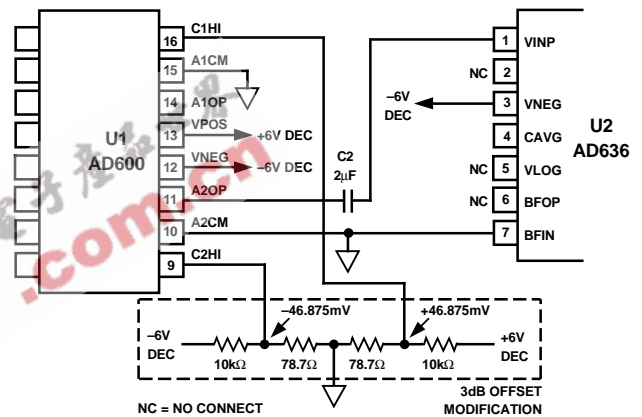 C1HI
16
1
VINP
A1CM
15
NC
2
A1OP
14
–6V
DEC
3
VNEG
U1
AD600
VPOS
13
+6V DEC
4
CAVG
U2
AD636
VNEG
12
–6V DEC
C2
2μF
NC
5
VLOG
A2OP
11
NC
6
BFOP
A2CM
10
7
BFIN
C2HI
9
–46.875mV
+46.875mV
–6V
DEC
+6V
DEC
10kΩ
78.7Ω
78.7Ω
10kΩ
NC = NO CONNECT
3dB OFFSET
MODIFICATION
.com.cn